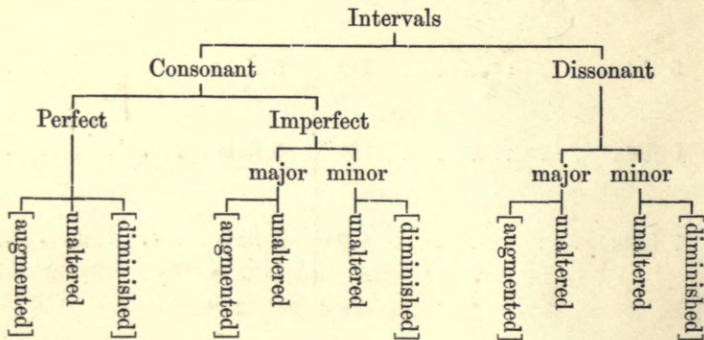 Intervals
Consonant Dissonant
Perfect Imperfect
major minor major minor
[augmented] unaltered [diminished] [augmented] unaltered unaltered [diminished] [augmented] unaltered unaltered [diminished]